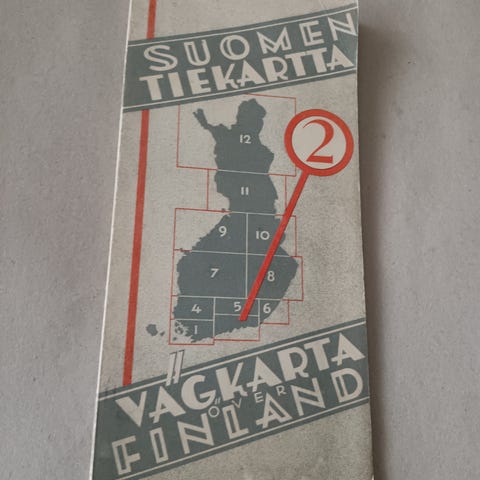 SUOMEN
TIEKARTTA
2
12
11
9
10
7
8
4
5
6
1
VÄGKARTA
ÖVER
FINLAND